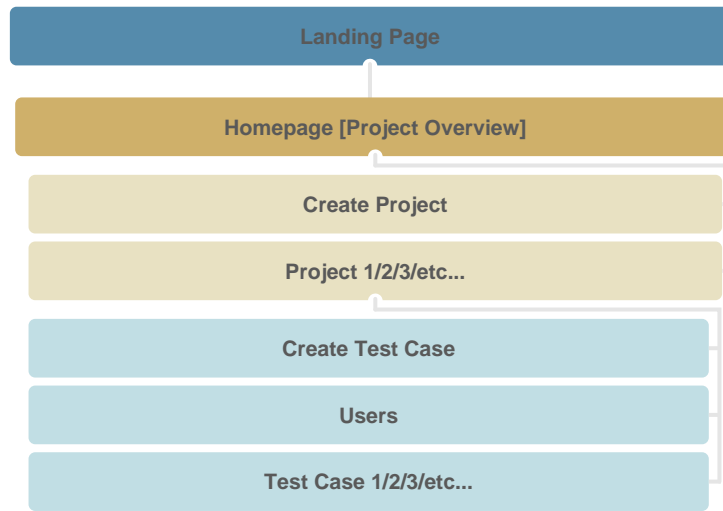 Landing Page
Homepage [Project Overview]
Create Project
Project 1/2/3/etc...
Create Test Case
Users
Test Case 1/2/3/etc...